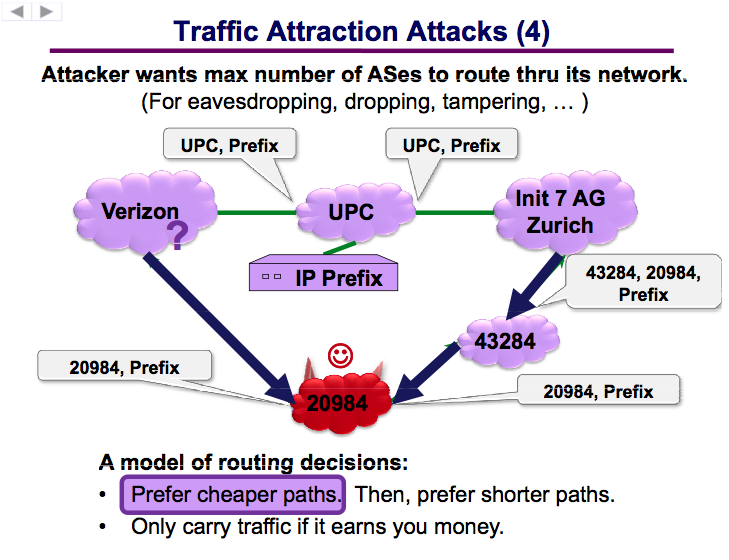 Traffic Attraction Attacks (4)
Attacker wants max number of ASes to route thru its network.
(For eavesdropping, dropping, tampering, … )
UPC, Prefix
UPC, Prefix
Verizon
?
UPC
Init 7 AG
Zurich
IP Prefix
43284, 20984,
Prefix
43284
20984, Prefix
20984
20984, Prefix
A model of routing decisions:
• Prefer cheaper paths. Then, prefer shorter paths.
• Only carry traffic if it earns you money.